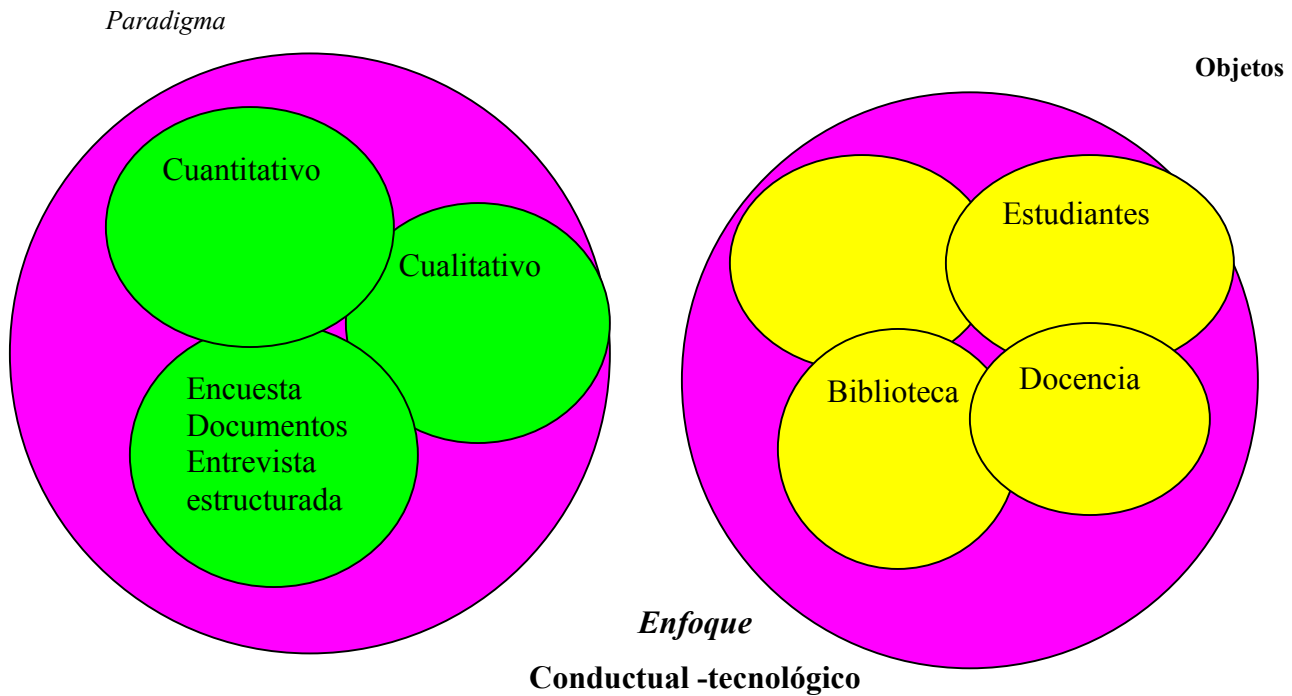 Paradigma
Objetos
Cuantitativo
Cualitativo
Encuesta
Documentos
Entrevista
estructurada
Estudiantes
Biblioteca
Docencia
Enfoque
Conductual -tecnológico